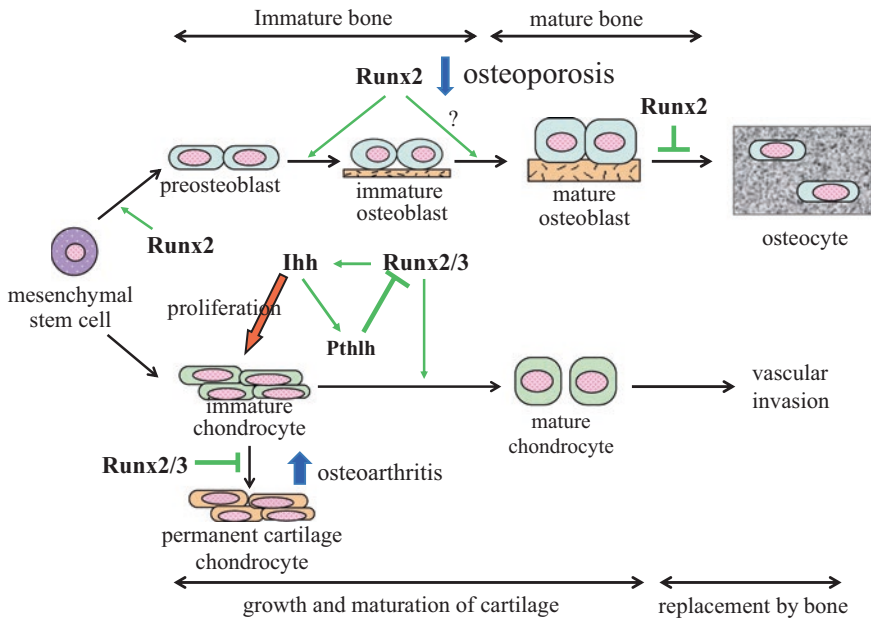 Immature bone
mature bone
Runx2
osteoporosis
?
Runx2
preosteoblast
immature
osteoblast
mature
osteoblast
osteocyte
Runx2
mesenchymal
stem cell
Ihh
Runx2/3
proliferation
Pthlh
immature
chondrocyte
mature
chondrocyte
vascular
invasion
Runx2/3
osteoarthritis
permanent cartilage
chondrocyte
growth and maturation of cartilage
replacement by bone